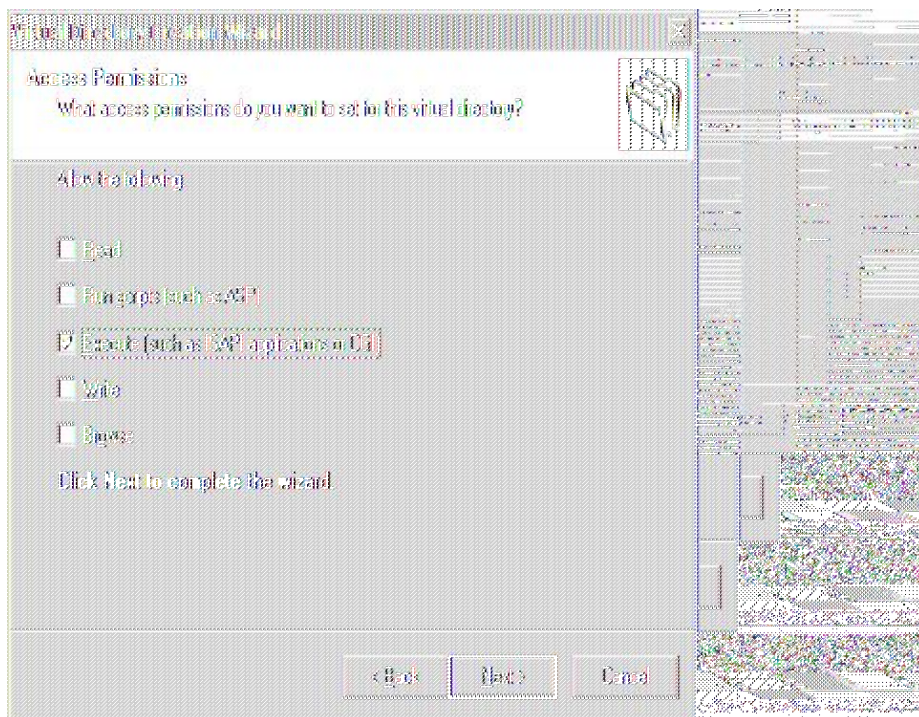 Virtual Directory Creation Wizard
Access Permissions
What access permissions do you want to set for this virtual directory?
Allow the following:
Read
Run scripts (such as ASP)
Execute (such as ISAPI applications or CGI)
Write
Browse
Click Next to complete the wizard.
< Back
Next >
Cancel